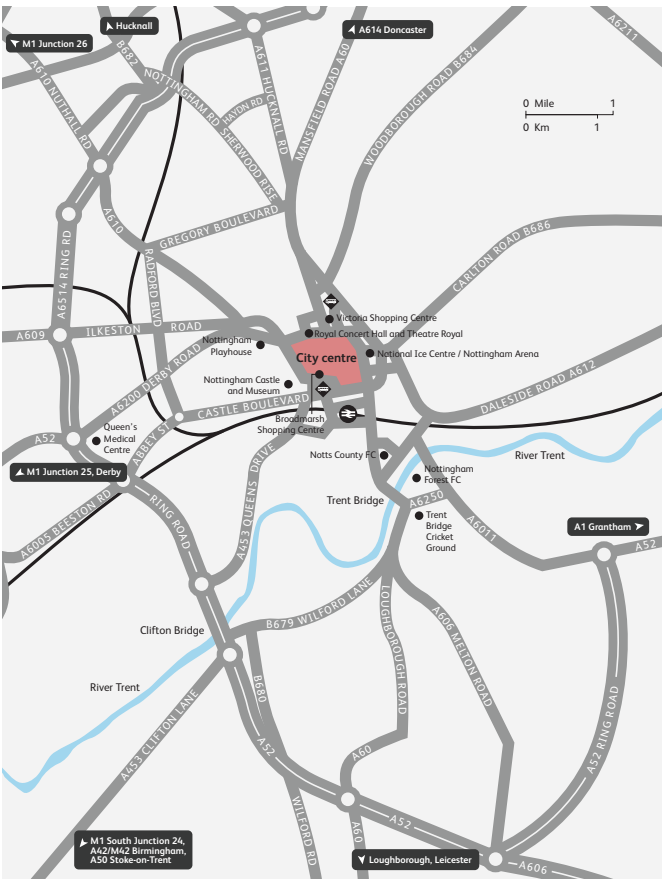 Hucknall
M1 Junction 26
A614 Doncaster
A6211
B682
A610 NUTHALL RD
NOTTINGHAM RD
HAYDN RD
SHERWOOD RISE
A611 HUCKNALL RD
MANSFIELD ROAD A60
WOODBOROUGH ROAD B684
0 Mile 1
0 Km 1
A610
GREGORY BOULEVARD
A6514 RING RD
RADFORD BLVD
CARLTON ROAD B686
A609
ILKESTON ROAD
Victoria Shopping Centre
Royal Concert Hall and Theatre Royal
Nottingham
Playhouse
City centre
National Ice Centre / Nottingham Arena
A6200 DERBY ROAD
Nottingham Castle
and Museum
DALESIDE ROAD A612
CASTLE BOULEVARD
Broadmarsh
Shopping Centre
A52
Queen's
Medical
Centre
ABBEY ST
M1 Junction 25, Derby
Notts County FC
River Trent
Nottingham
Forest FC
A6005 BEESTON RD
RING ROAD
A453 QUEENS DRIVE
Trent Bridge
A6250
Trent
Bridge
Cricket
Ground
A6011
A1 Grantham
A52
B679 WILFORD LANE
LOUGHBOROUGH ROAD
A606 MELTON ROAD
Clifton Bridge
River Trent
A453 CLIFTON LANE
B680
A52
A60
A52 RING ROAD
WILFORD RD
A60
A52
M1 South Junction 24,
A42/M42 Birmingham,
A50 Stoke-on-Trent
Loughborough, Leicester
A606